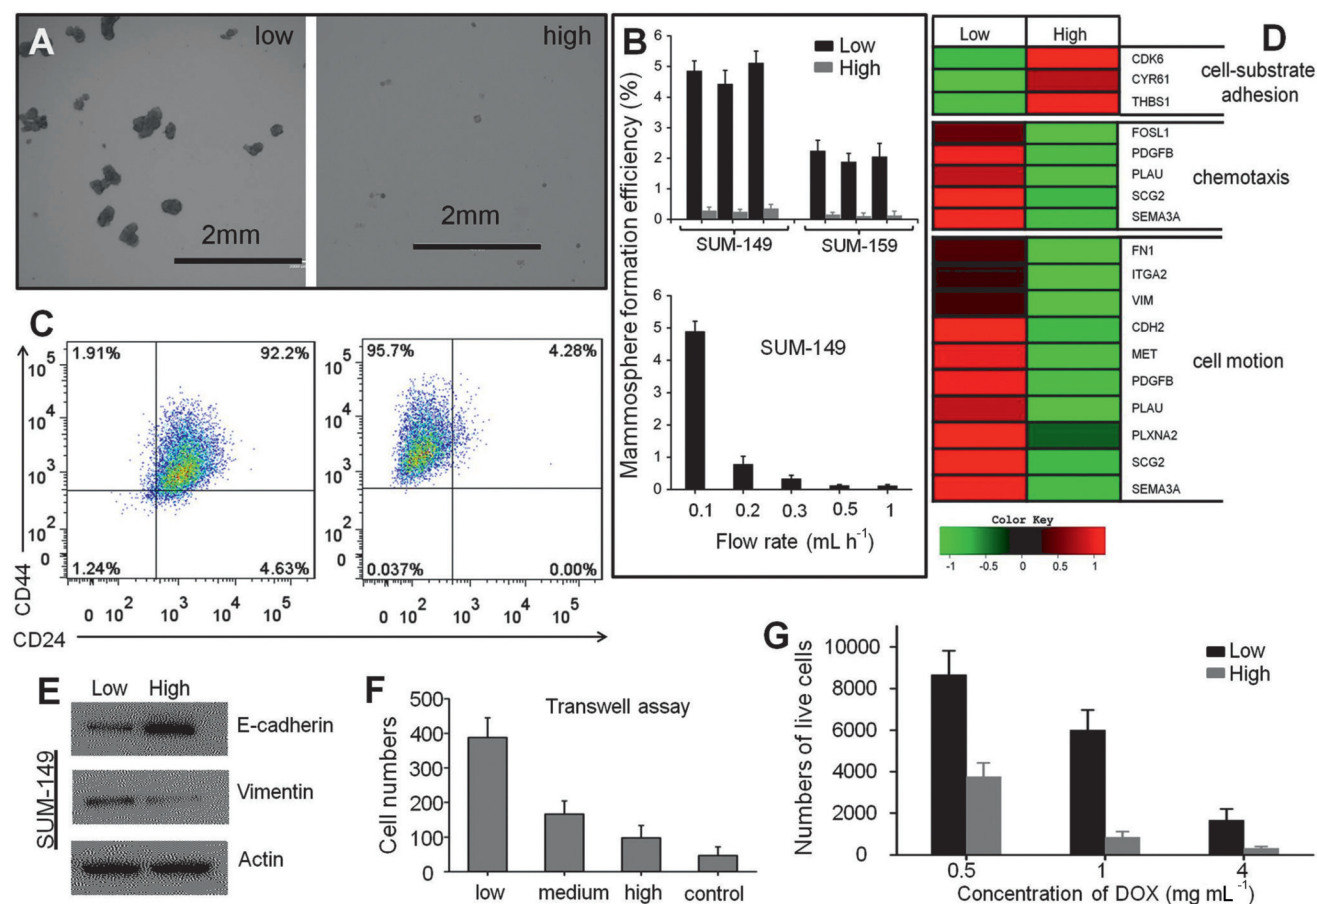 A
low
high
2mm
2mm
B
Mammosphere formation efficiency (%)
6
5
4
3
2
1
0
Low
High
SUM-149
SUM-159
6
5
4
3
2
1
0
SUM-149
0.1
0.2
0.3
0.5
1
Flow rate (mL h⁻¹)
C
CD44
10⁵
10⁴
10³
10²
0
1.91%
92.2%
1.24%
4.63%
0 10² 10³ 10⁴ 10⁵
10⁵
10⁴
10³
10²
0
95.7%
4.28%
0.037%
0.00%
0 10² 10³ 10⁴ 10⁵
CD24
D
Low
High
CDK6
CYR61
THBS1
cell-substrate
adhesion
FOSL1
PDGFB
PLAU
SCG2
SEMA3A
chemotaxis
FN1
ITGA2
VIM
CDH2
MET
PDGFB
PLAU
PLXNA2
SCG2
SEMA3A
cell motion
Color Key
-1 -0.5 0 0.5 1
E
Low High
SUM-149
E-cadherin
Vimentin
Actin
F
Transwell assay
Cell numbers
500
400
300
200
100
0
low medium high control
G
Numbers of live cells
10000
8000
6000
4000
2000
0
Low
High
0.5 1 4
Concentration of DOX (mg mL⁻¹)